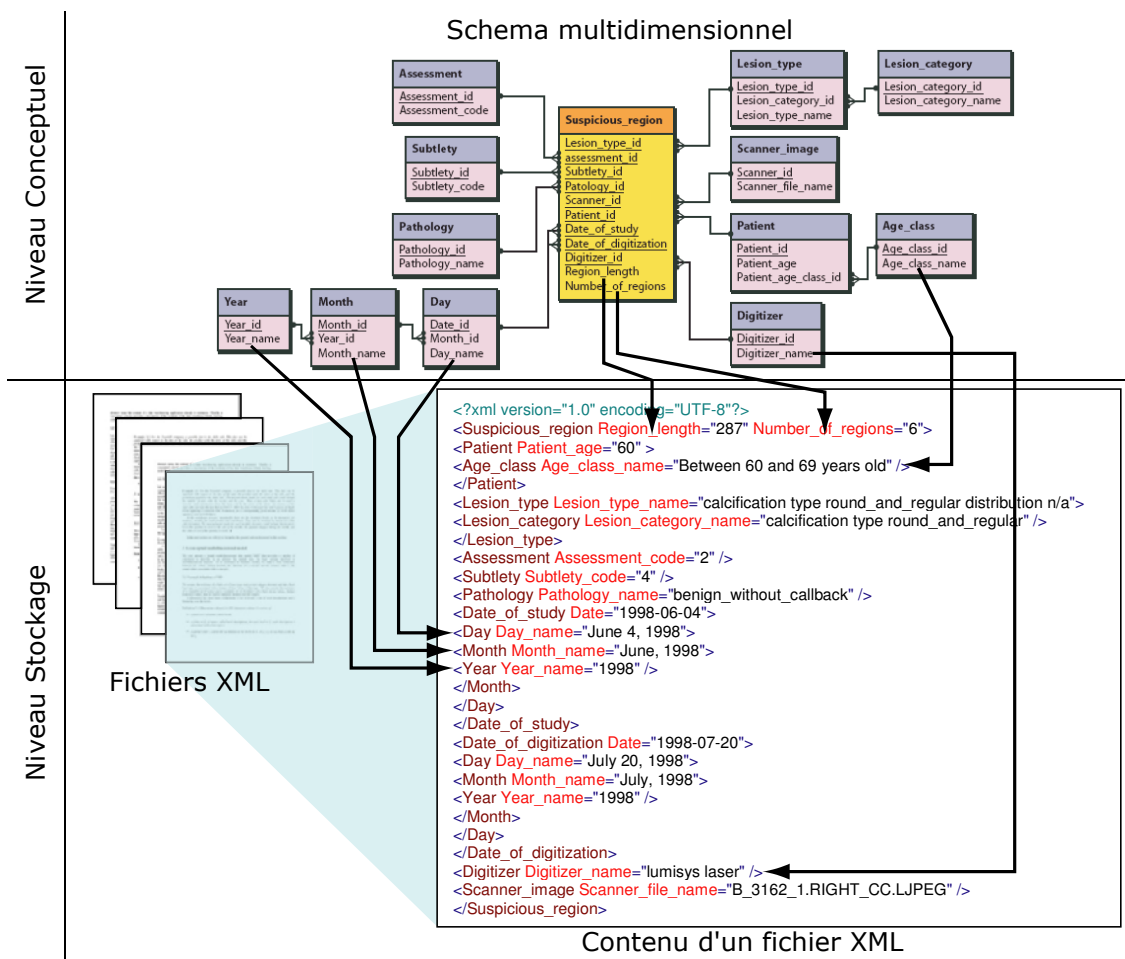 Schema multidimensionnel
Niveau Conceptuel
Assessment
Assessment_id
Assessment_code
Subtlety
Subtlety_id
Subtlety_code
Pathology
Pathology_id
Pathology_name
Year
Year_id
Year_name
Month
Month_id
Year_id
Month_name
Day
Date_id
Month_id
Day_name
Suspicious_region
Lesion_type_id
assessment_id
Subtlety_id
Patology_id
Scanner_id
Patient_id
Date_of_study
Date_of_digitization
Digitizer_id
Region_length
Number_of_regions
Lesion_type
Lesion_type_id
Lesion_category_id
Lesion_type_name
Lesion_category
Lesion_category_id
Lesion_category_name
Scanner_image
Scanner_id
Scanner_file_name
Patient
Patient_id
Patient_age
Patient_age_class_id
Age_class
Age_class_id
Age_class_name
Digitizer
Digitizer_id
Digitizer_name
Niveau Stockage
Fichiers XML
<?xml version="1.0" encoding="UTF-8"?>
<Suspicious_region Region_length="287" Number_of_regions="6">
<Patient Patient_age="60" >
<Age_class Age_class_name="Between 60 and 69 years old" />
</Patient>
<Lesion_type Lesion_type_name="calcification type round_and_regular distribution n/a">
<Lesion_category Lesion_category_name="calcification type round_and_regular" />
</Lesion_type>
<Assessment Assessment_code="2" />
<Subtlety Subtlety_code="4" />
<Pathology Pathology_name="benign_without_callback" />
<Date_of_study Date="1998-06-04">
<Day Day_name="June 4, 1998">
<Month Month_name="June, 1998">
<Year Year_name="1998" />
</Month>
</Day>
</Date_of_study>
<Date_of_digitization Date="1998-07-20">
<Day Day_name="July 20, 1998">
<Month Month_name="July, 1998">
<Year Year_name="1998" />
</Month>
</Day>
</Date_of_digitization>
<Digitizer Digitizer_name="lumisys laser" />
<Scanner_image Scanner_file_name="B_3162_1.RIGHT_CC.LJPEG" />
</Suspicious_region>
Contenu d'un fichier XML